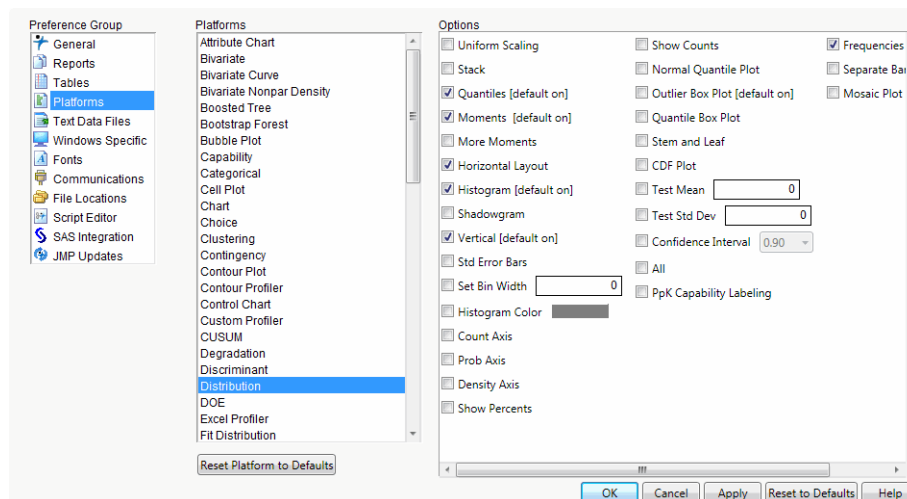 Preference Group
General
Reports
Tables
Platforms
Text Data Files
Windows Specific
Fonts
Communications
File Locations
Script Editor
SAS Integration
JMP Updates
Platforms
Attribute Chart
Bivariate
Bivariate Curve
Bivariate Nonpar Density
Boosted Tree
Bootstrap Forest
Bubble Plot
Capability
Categorical
Cell Plot
Chart
Choice
Clustering
Contingency
Contour Plot
Contour Profiler
Control Chart
Custom Profiler
CUSUM
Degradation
Discriminant
Distribution
DOE
Excel Profiler
Fit Distribution
Reset Platform to Defaults
Options
Uniform Scaling
Stack
Quantiles [default on]
Moments [default on]
More Moments
Horizontal Layout
Histogram [default on]
Shadowgram
Vertical [default on]
Std Error Bars
Set Bin Width 0
Histogram Color
Count Axis
Prob Axis
Density Axis
Show Percents
Show Counts
Normal Quantile Plot
Outlier Box Plot [default on]
Quantile Box Plot
Stem and Leaf
CDF Plot
Test Mean 0
Test Std Dev 0
Confidence Interval 0.90
All
PpK Capability Labeling
Frequencies
Separate Bar
Mosaic Plot
OK Cancel Apply Reset to Defaults Help